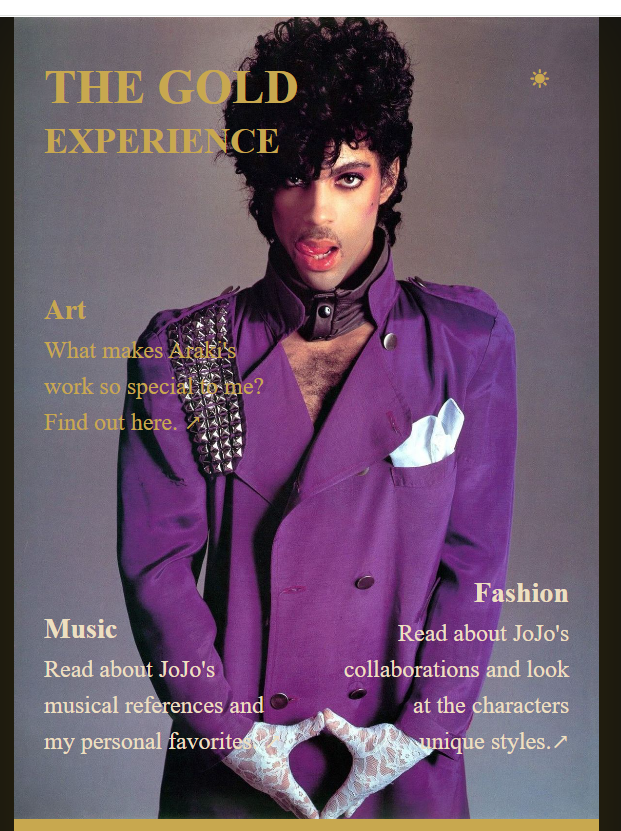 THE GOLD
EXPERIENCE
Art
What makes Araki's
work so special to me?
Find out here. ↗
Music
Read about JoJo's
musical references and
my personal favorites. ↗
Fashion
Read about JoJo's
collaborations and look
at the characters
unique styles.↗